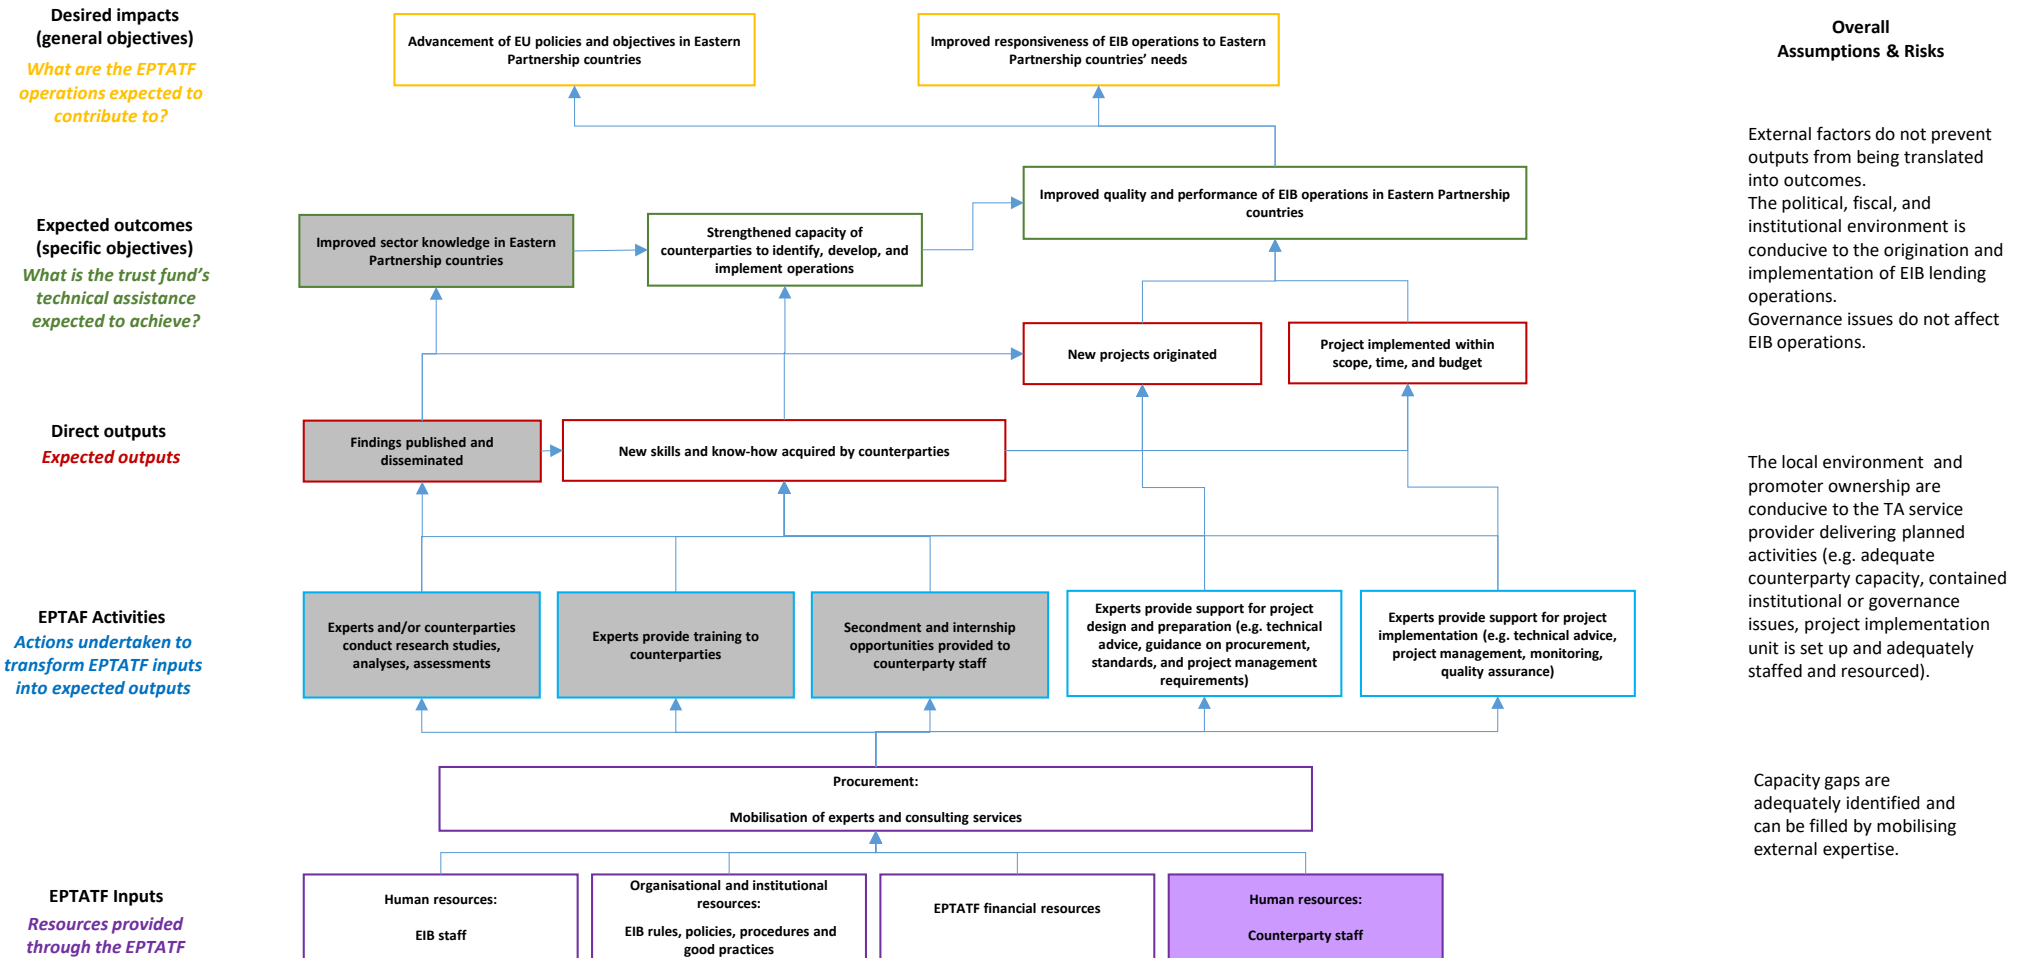 Desired impacts
(general objectives)
What are the EPTATF
operations expected to
contribute to?
Advancement of EU policies and objectives in Eastern
Partnership countries
Improved responsiveness of EIB operations to Eastern
Partnership countries' needs
Overall
Assumptions & Risks
External factors do not prevent
outputs from being translated
into outcomes.
The political, fiscal, and
institutional environment is
conducive to the origination and
implementation of EIB lending
operations.
Governance issues do not affect
EIB operations.
Expected outcomes
(specific objectives)
What is the trust fund's
technical assistance
expected to achieve?
Improved sector knowledge in Eastern
Partnership countries
Strengthened capacity of
counterparties to identify, develop, and
implement operations
Improved quality and performance of EIB operations in Eastern Partnership
countries
New projects originated
Project implemented within
scope, time, and budget
Direct outputs
Expected outputs
Findings published and
disseminated
New skills and know-how acquired by counterparties
The local environment  and
promoter ownership are
conducive to the TA service
provider delivering planned
activities (e.g. adequate
counterparty capacity, contained
institutional or governance
issues, project implementation
unit is set up and adequately
staffed and resourced).
EPTAF Activities
Actions undertaken to
transform EPTATF inputs
into expected outputs
Experts and/or counterparties
conduct research studies,
analyses, assessments
Experts provide training to
counterparties
Secondment and internship
opportunities provided to
counterparty staff
Experts provide support for project
design and preparation (e.g. technical
advice, guidance on procurement,
standards, and project management
requirements)
Experts provide support for project
implementation (e.g. technical advice,
project management, monitoring,
quality assurance)
Procurement:
Mobilisation of experts and consulting services
Capacity gaps are
adequately identified and
can be filled by mobilising
external expertise.
EPTATF Inputs
Resources provided
through the EPTATF
Human resources:
EIB staff
Organisational and institutional
resources:
EIB rules, policies, procedures and
good practices
EPTATF financial resources
Human resources:
Counterparty staff